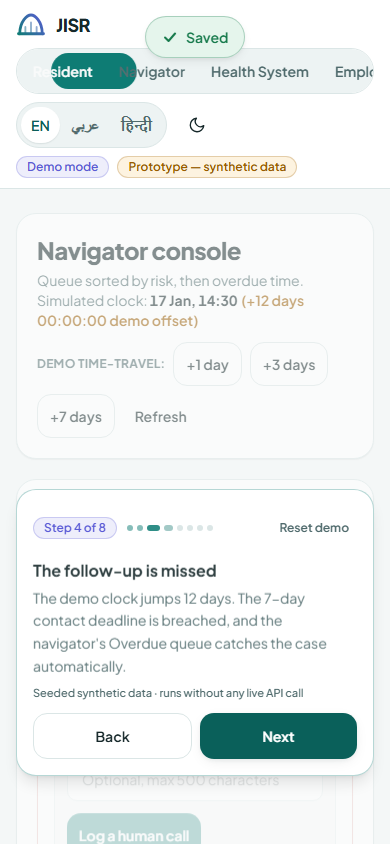 JISR
Saved
Resident Navigator Health System Emplo
EN عربي हिन्दी
Demo mode Prototype — synthetic data
Navigator console
Queue sorted by risk, then overdue time.
Simulated clock: 17 Jan, 14:30 (+12 days
00:00:00 demo offset)
DEMO TIME-TRAVEL: +1 day +3 days
+7 days Refresh
Step 4 of 8 Reset demo
The follow-up is missed
The demo clock jumps 12 days. The 7-day
contact deadline is breached, and the
navigator's Overdue queue catches the case
automatically.
Seeded synthetic data · runs without any live API call
Back Next
Optional, max 500 characters
Log a human call